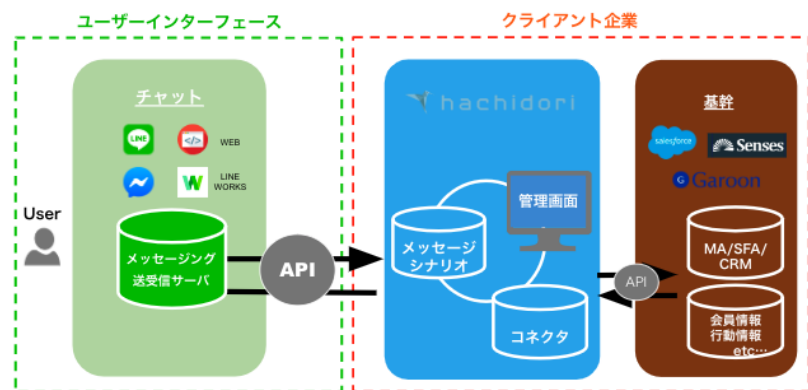 ユーザーインターフェース
クライアント企業
チャット
LINE
</>
WEB
LINE
WORKS
User
メッセージング
送受信サーバ
API
hachidori
管理画面
メッセージ
シナリオ
コネクタ
API
基幹
salesforce
Senses
G Garoon
MA/SFA/
CRM
会員情報
行動情報
etc…